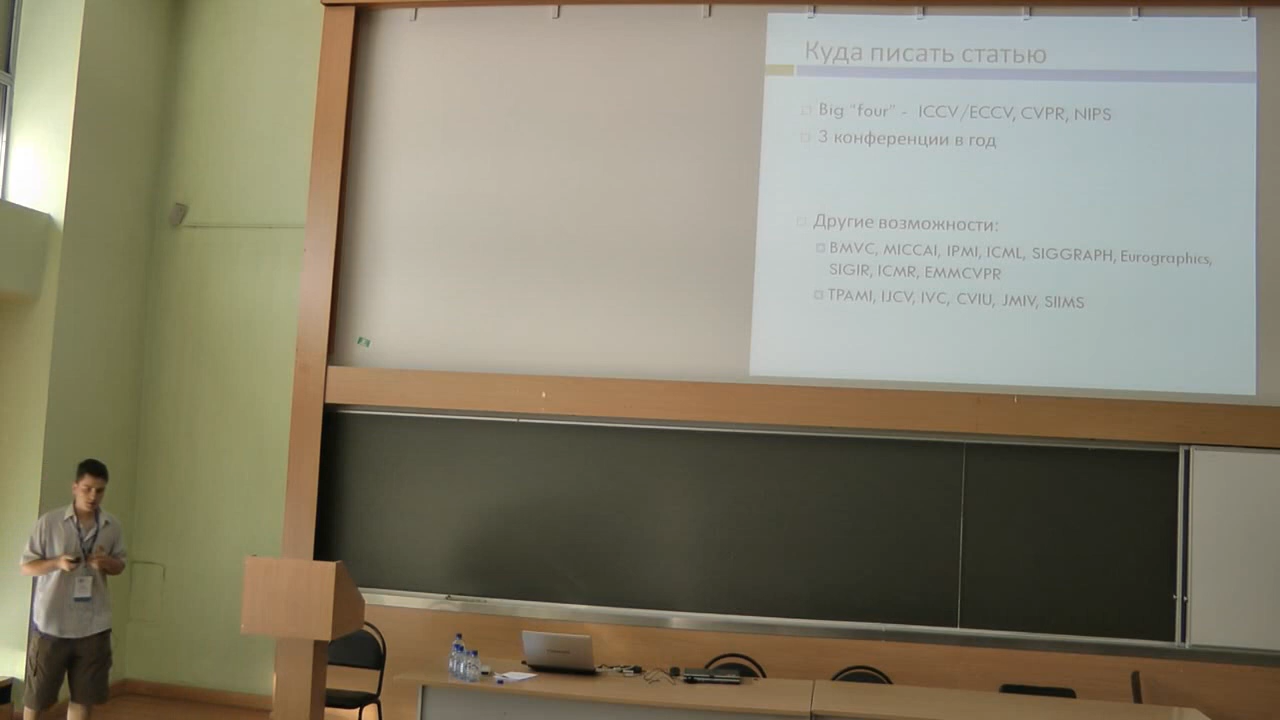 Куда писать статью
Big "four" - ICCV/ECCV, CVPR, NIPS
3 конференции в год
Другие возможности:
BMVC, MICCAI, IPMI, ICML, SIGGRAPH, Eurographics,
SIGIR, ICMR, EMMCVPR
TPAMI, IJCV, IVC, CVIU, JMIV, SIIMS